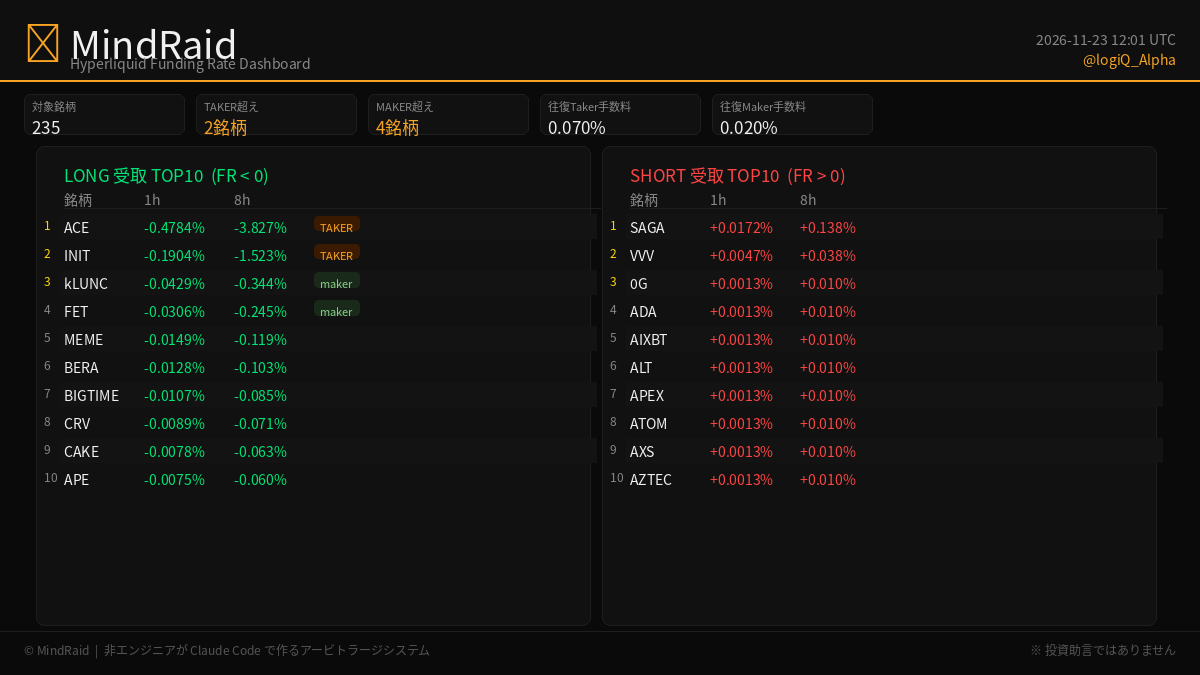 MindRaid
Hyperliquid Funding Rate Dashboard
2026-11-23 12:01 UTC
@logiQ_Alpha
対象銘柄
235
TAKER超え
2銘柄
MAKER超え
4銘柄
往復Taker手数料
0.070%
往復Maker手数料
0.020%
LONG 受取 TOP10 (FR < 0)
銘柄 1h 8h
1 ACE -0.4784% -3.827% TAKER
2 INIT -0.1904% -1.523% TAKER
3 kLUNC -0.0429% -0.344% maker
4 FET -0.0306% -0.245% maker
5 MEME -0.0149% -0.119%
6 BERA -0.0128% -0.103%
7 BIGTIME -0.0107% -0.085%
8 CRV -0.0089% -0.071%
9 CAKE -0.0078% -0.063%
10 APE -0.0075% -0.060%
SHORT 受取 TOP10 (FR > 0)
銘柄 1h 8h
1 SAGA +0.0172% +0.138%
2 VVV +0.0047% +0.038%
3 0G +0.0013% +0.010%
4 ADA +0.0013% +0.010%
5 AIXBT +0.0013% +0.010%
6 ALT +0.0013% +0.010%
7 APEX +0.0013% +0.010%
8 ATOM +0.0013% +0.010%
9 AXS +0.0013% +0.010%
10 AZTEC +0.0013% +0.010%
© MindRaid | 非エンジニアが Claude Code で作るアービトラージシステム
※ 投資助言ではありません